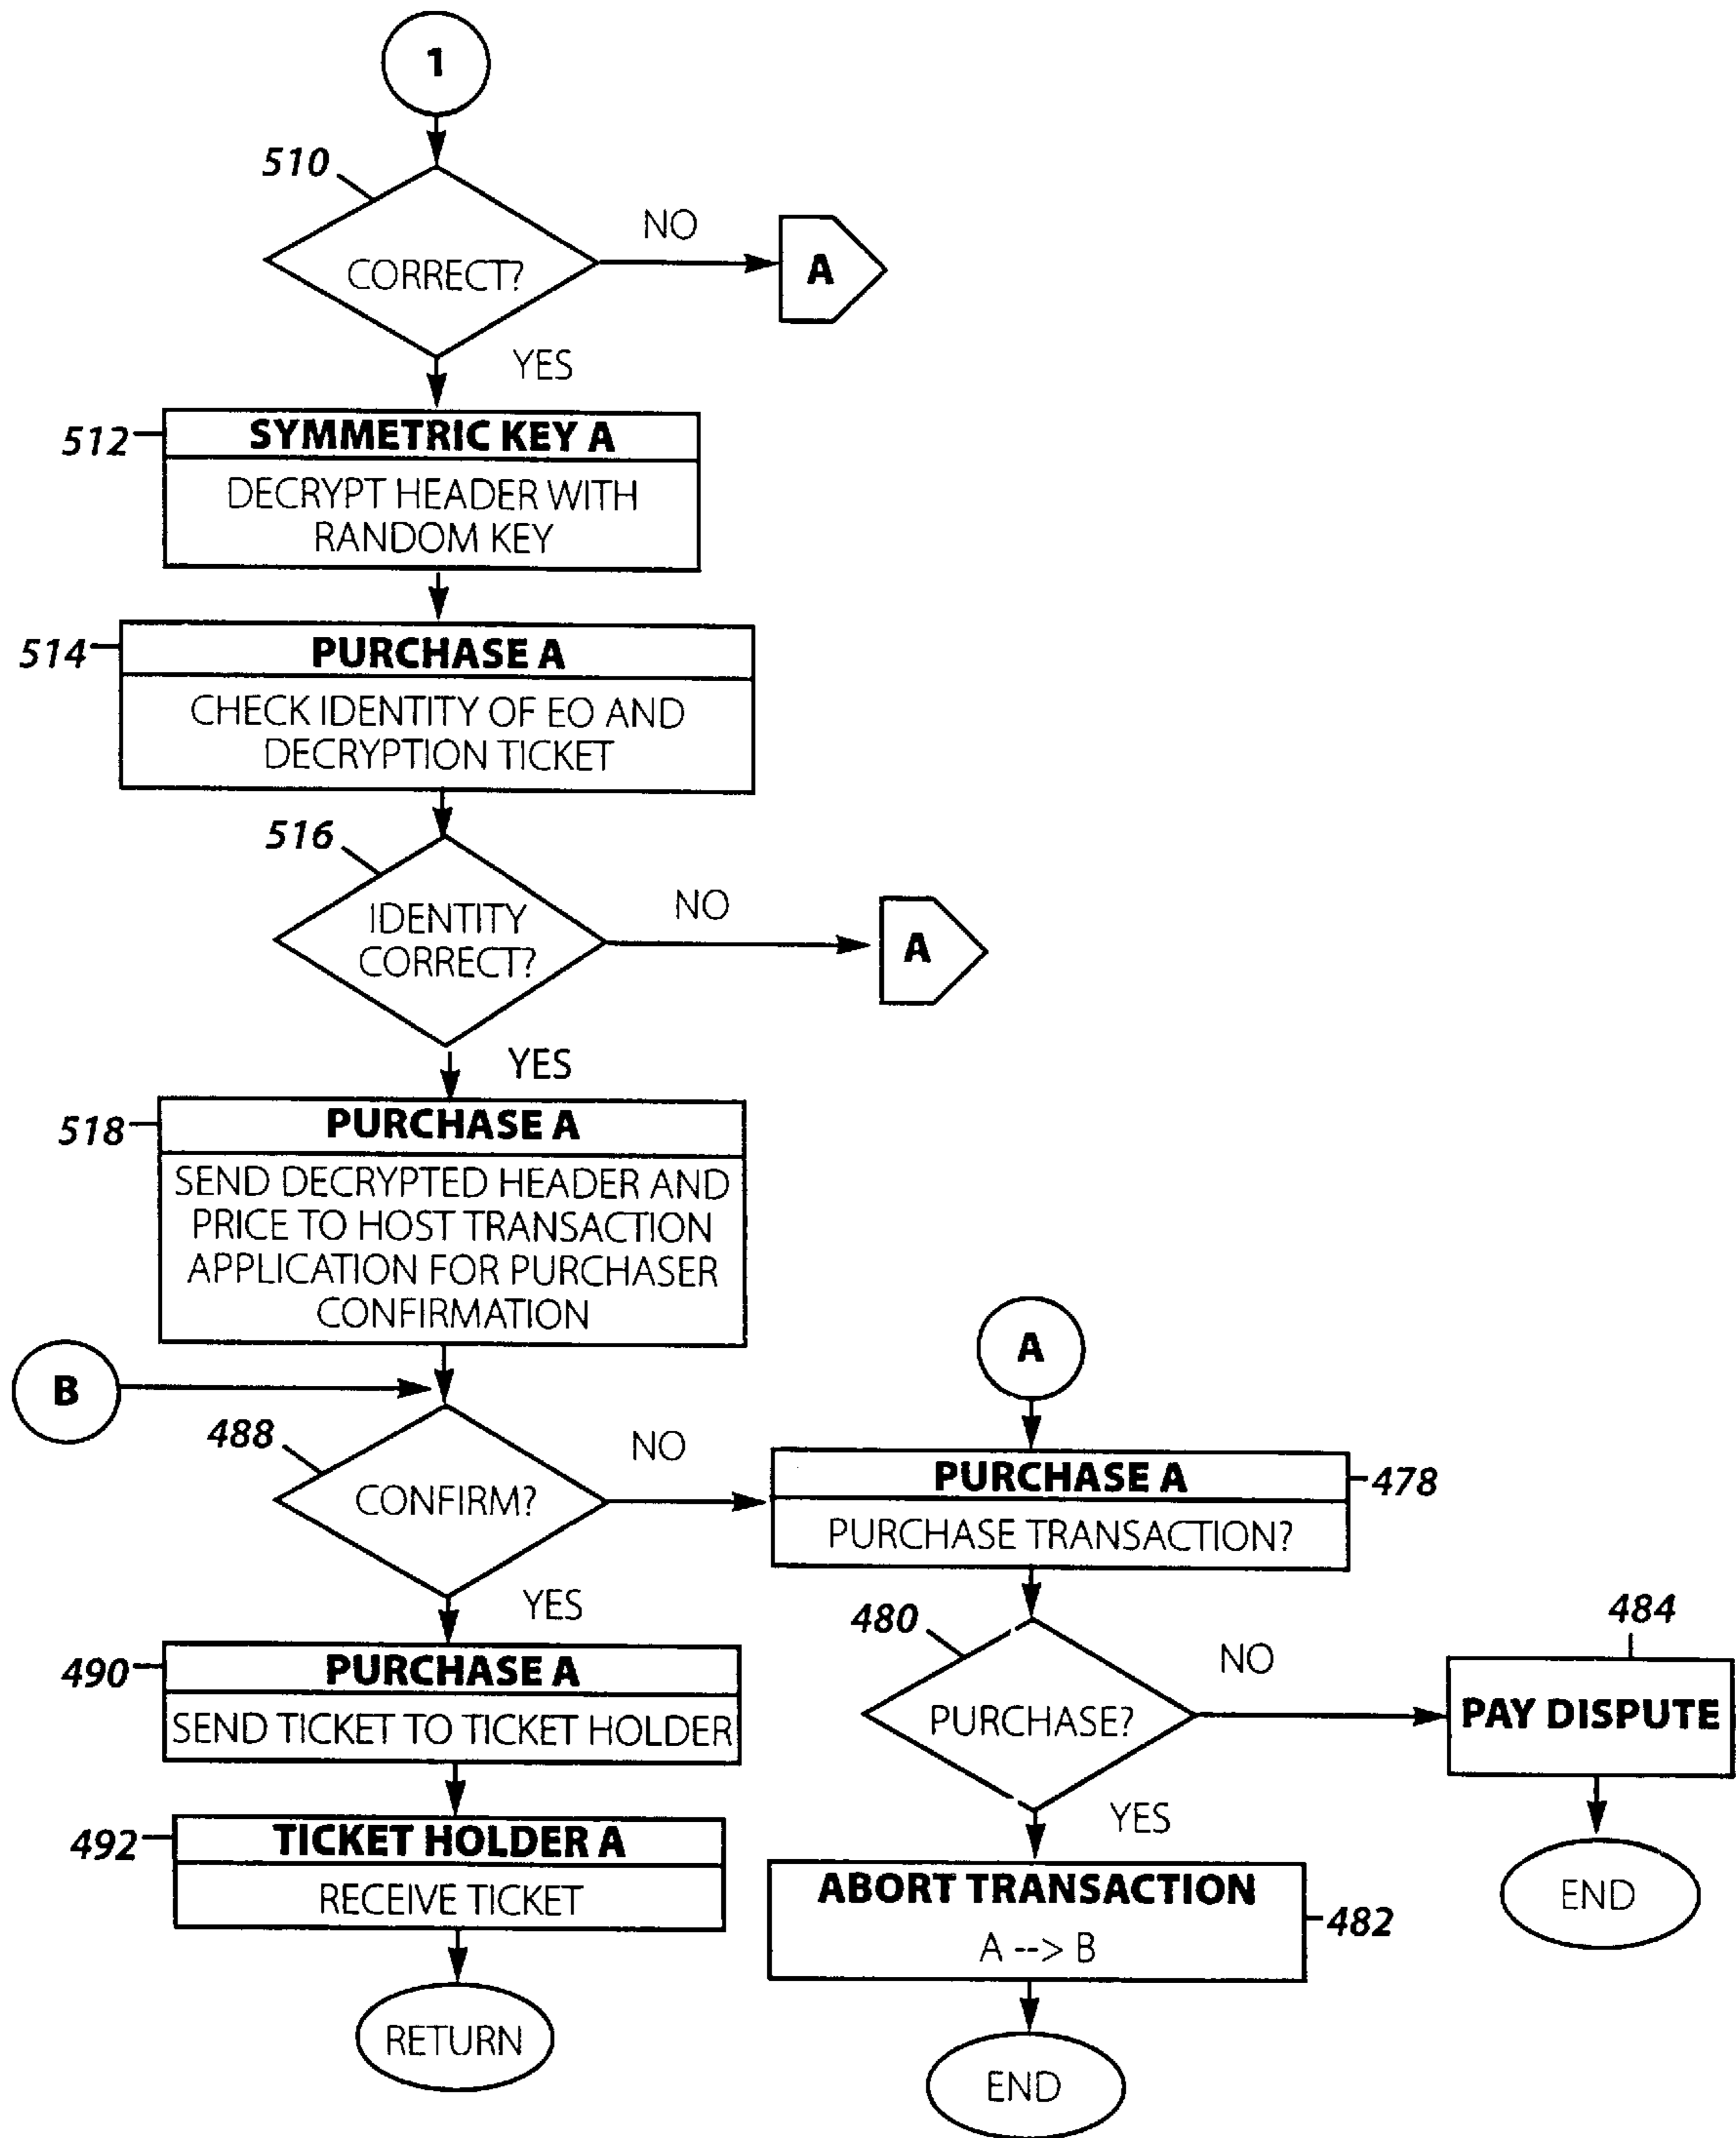 1
510
CORRECT?
NO
A
YES
512
SYMMETRIC KEY A
DECRYPT HEADER WITH
RANDOM KEY
514
PURCHASE A
CHECK IDENTITY OF EO AND
DECRYPTION TICKET
516
IDENTITY
CORRECT?
NO
A
YES
518
PURCHASE A
SEND DECRYPTED HEADER AND
PRICE TO HOST TRANSACTION
APPLICATION FOR PURCHASER
CONFIRMATION
B
488
CONFIRM?
NO
YES
490
PURCHASE A
SEND TICKET TO TICKET HOLDER
492
TICKET HOLDER A
RECEIVE TICKET
RETURN
A
PURCHASE A
478
PURCHASE TRANSACTION?
480
PURCHASE?
NO
484
PAY DISPUTE
END
YES
ABORT TRANSACTION
482
A --> B
END